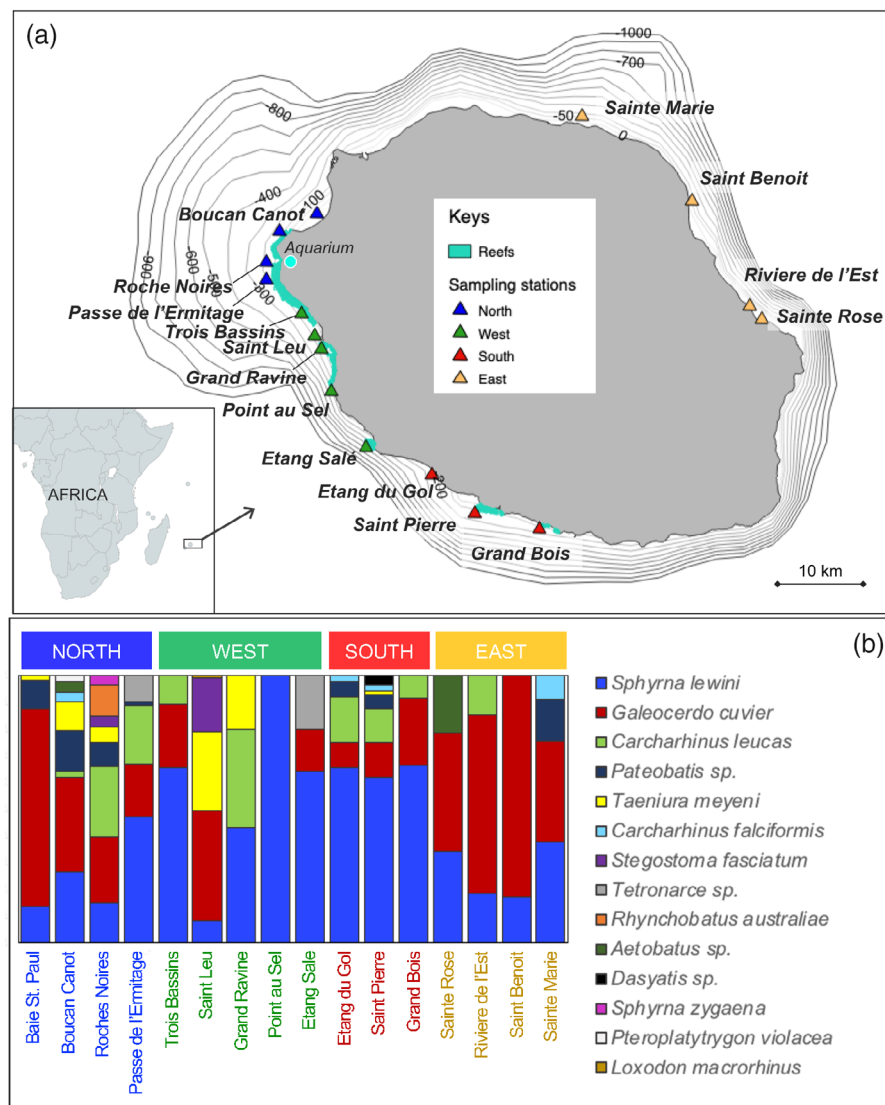 (a)
-1000
-700
-800
-50
Sainte Marie
0
0
Saint Benoit
-400
-100
Boucan Canot
Keys
Reefs
Sampling stations
North
West
South
East
Aquarium
-600
-500
-900
-300
Roche Noires
Riviere de l'Est
Passe de l'Ermitage
Sainte Rose
Trois Bassins
Saint Leu
Grand Ravine
Point au Sel
Etang Salé
AFRICA
Etang du Gol
-200
Saint Pierre
Grand Bois
10 km
(b)
NORTH
WEST
SOUTH
EAST
Sphyrna lewini
Galeocerdo cuvier
Carcharhinus leucas
Pateobatis sp.
Taeniura meyeni
Carcharhinus falciformis
Stegostoma fasciatum
Tetronarce sp.
Rhynchobatus australiae
Aetobatus sp.
Dasyatis sp.
Sphyrna zygaena
Pteroplatytrygon violacea
Loxodon macrorhinus
Baie St. Paul
Boucan Canot
Roches Noires
Passe de l'Ermitage
Trois Bassins
Saint Leu
Grand Ravine
Point au Sel
Etang Sale
Etang du Gol
Saint Pierre
Grand Bois
Sainte Rose
Riviere de l'Est
Saint Benoit
Sainte Marie